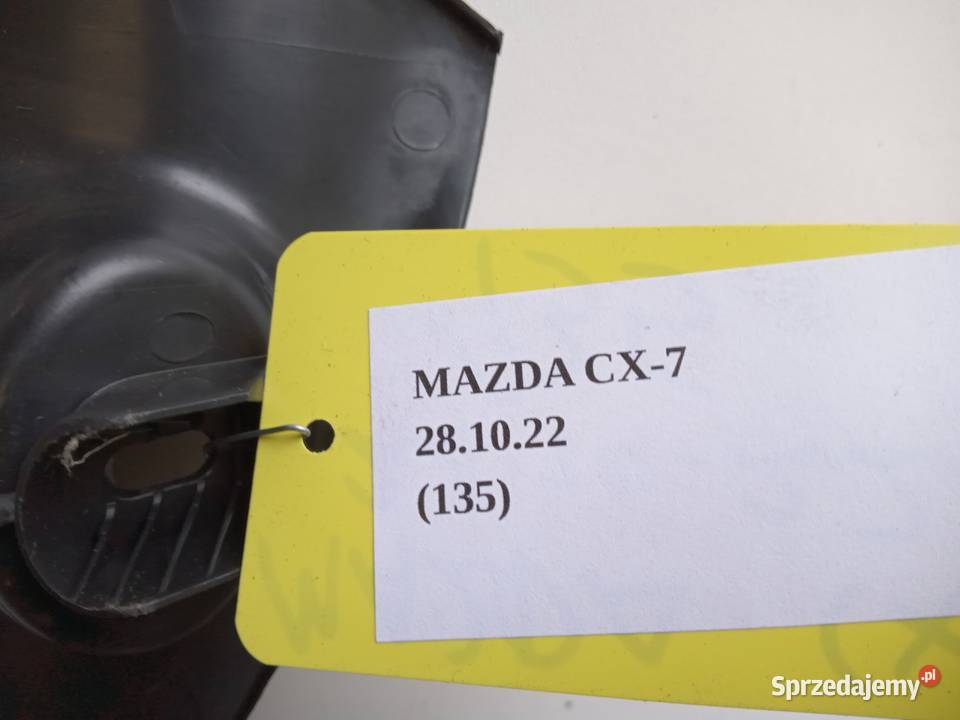 MAZDA CX-7
28.10.22
(135)
Sprzedajemy.pl